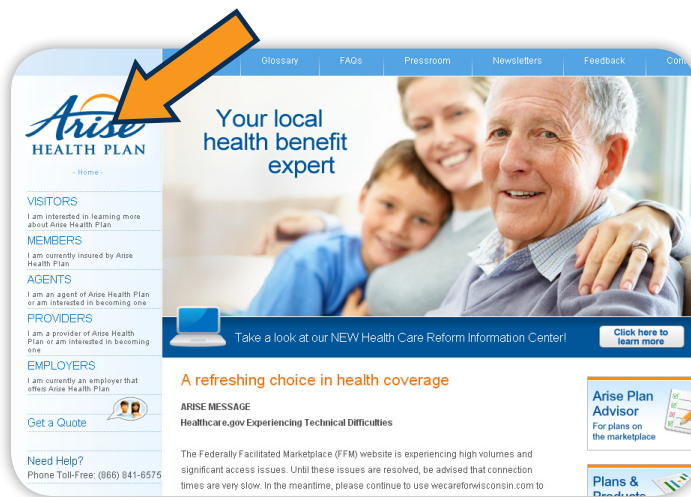 Glossary
FAQs
Pressroom
Newsletters
Feedback
Arise
HEALTH PLAN
- Home -
VISITORS
I am interested in learning more
about Arise Health Plan
MEMBERS
I am currently insured by Arise
Health Plan
AGENTS
I am an agent of Arise Health Plan
or am interested in becoming one
PROVIDERS
I am a provider of Arise Health
Plan or am interested in becoming
one
EMPLOYERS
I am currently an employer that
offers Arise Health Plan
Get a Quote
Need Help?
Phone Toll-Free: (866) 841-6575
Your local
health benefit
expert
Take a look at our NEW Health Care Reform Information Center!
Click here to
learn more
A refreshing choice in health coverage
ARISE MESSAGE
Healthcare.gov Experiencing Technical Difficulties
The Federally Facilitated Marketplace (FFM) website is experiencing high volumes and
significant access issues. Until these issues are resolved, be advised that connection
times are very slow. In the meantime, please continue to use wecareforwisconsin.com to
Arise Plan
Advisor
For plans on
the marketplace
Plans &
Products